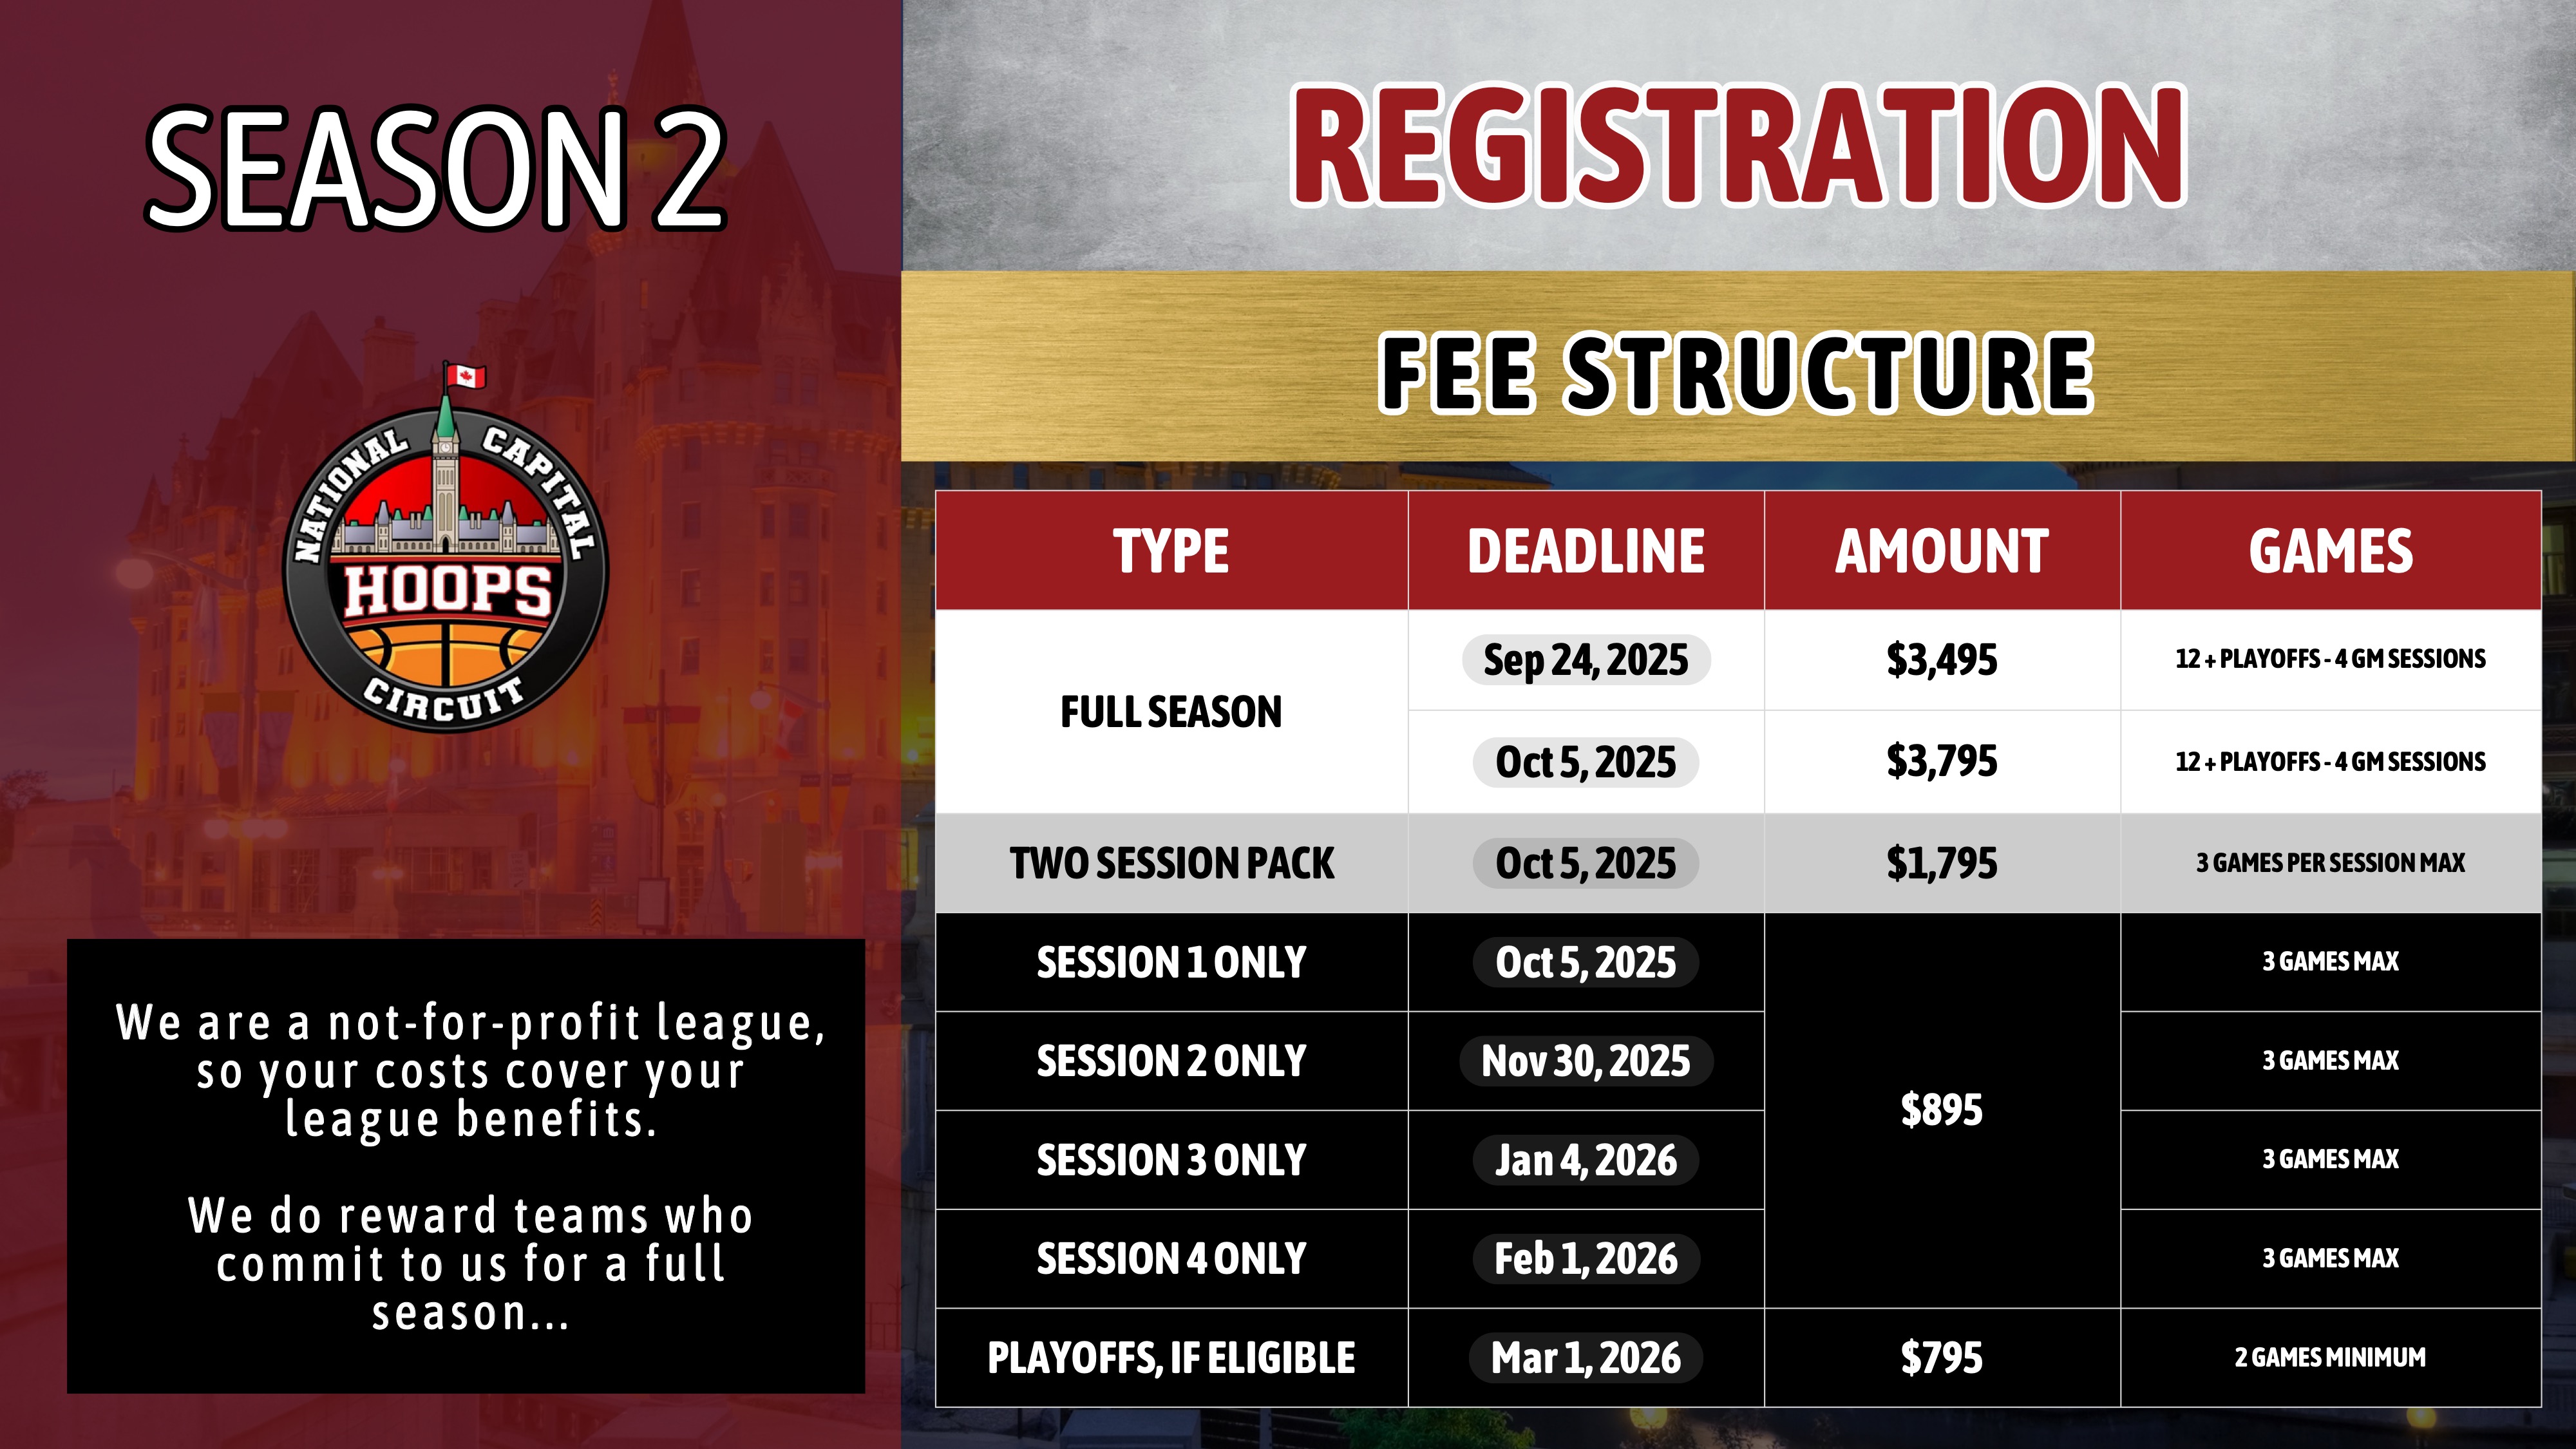 SEASON 2
NATIONAL CAPITAL
HOOPS
CIRCUIT
We are a not-for-profit league,
so your costs cover your
league benefits.
We do reward teams who
commit to us for a full
season...
REGISTRATION
FEE STRUCTURE
TYPE DEADLINE AMOUNT GAMES
FULL SEASON
Sep 24, 2025 $3,495 12 + PLAYOFFS - 4 GM SESSIONS
Oct 5, 2025 $3,795 12 + PLAYOFFS - 4 GM SESSIONS
TWO SESSION PACK Oct 5, 2025 $1,795 3 GAMES PER SESSION MAX
SESSION 1 ONLY Oct 5, 2025 3 GAMES MAX
SESSION 2 ONLY Nov 30, 2025 3 GAMES MAX
$895
SESSION 3 ONLY Jan 4, 2026 3 GAMES MAX
SESSION 4 ONLY Feb 1, 2026 3 GAMES MAX
PLAYOFFS, IF ELIGIBLE Mar 1, 2026 $795 2 GAMES MINIMUM